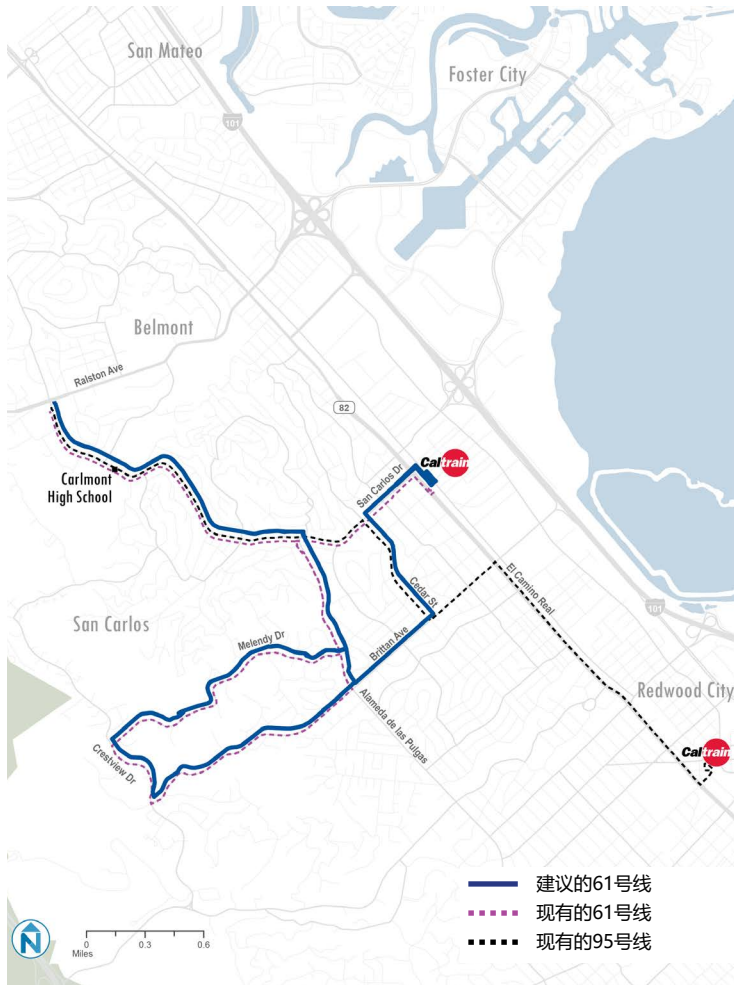 San Mateo
Foster City
101
Belmont
Ralston Ave
82
Carlmont
High School
San Carlos Dr
Caltrain
Cedar St
El Camino Real
101
San Carlos
Melendy Dr
Brittan Ave
Redwood City
Alameda de las Pulgas
Crestview Dr
Caltrain
建议的61号线
现有的61号线
现有的95号线
N
0 0.3 0.6
Miles